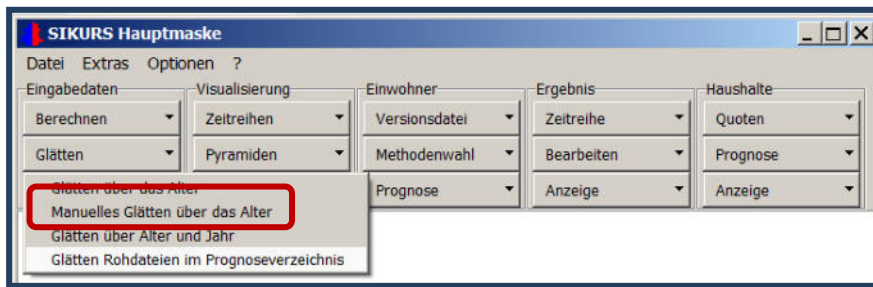 SIKURS Hauptmaske
Datei Extras Optionen ?
Eingabedaten Visualisierung Einwohner Ergebnis Haushalte
Berechnen Zeitreihen Versionsdatei Zeitreihe Quoten
Glätten Pyramiden Methodenwahl Bearbeiten Prognose
Glätten über das Alter Prognose Anzeige Anzeige
Manuelles Glätten über das Alter
Glätten über Alter und Jahr
Glätten Rohdateien im Prognoseverzeichnis